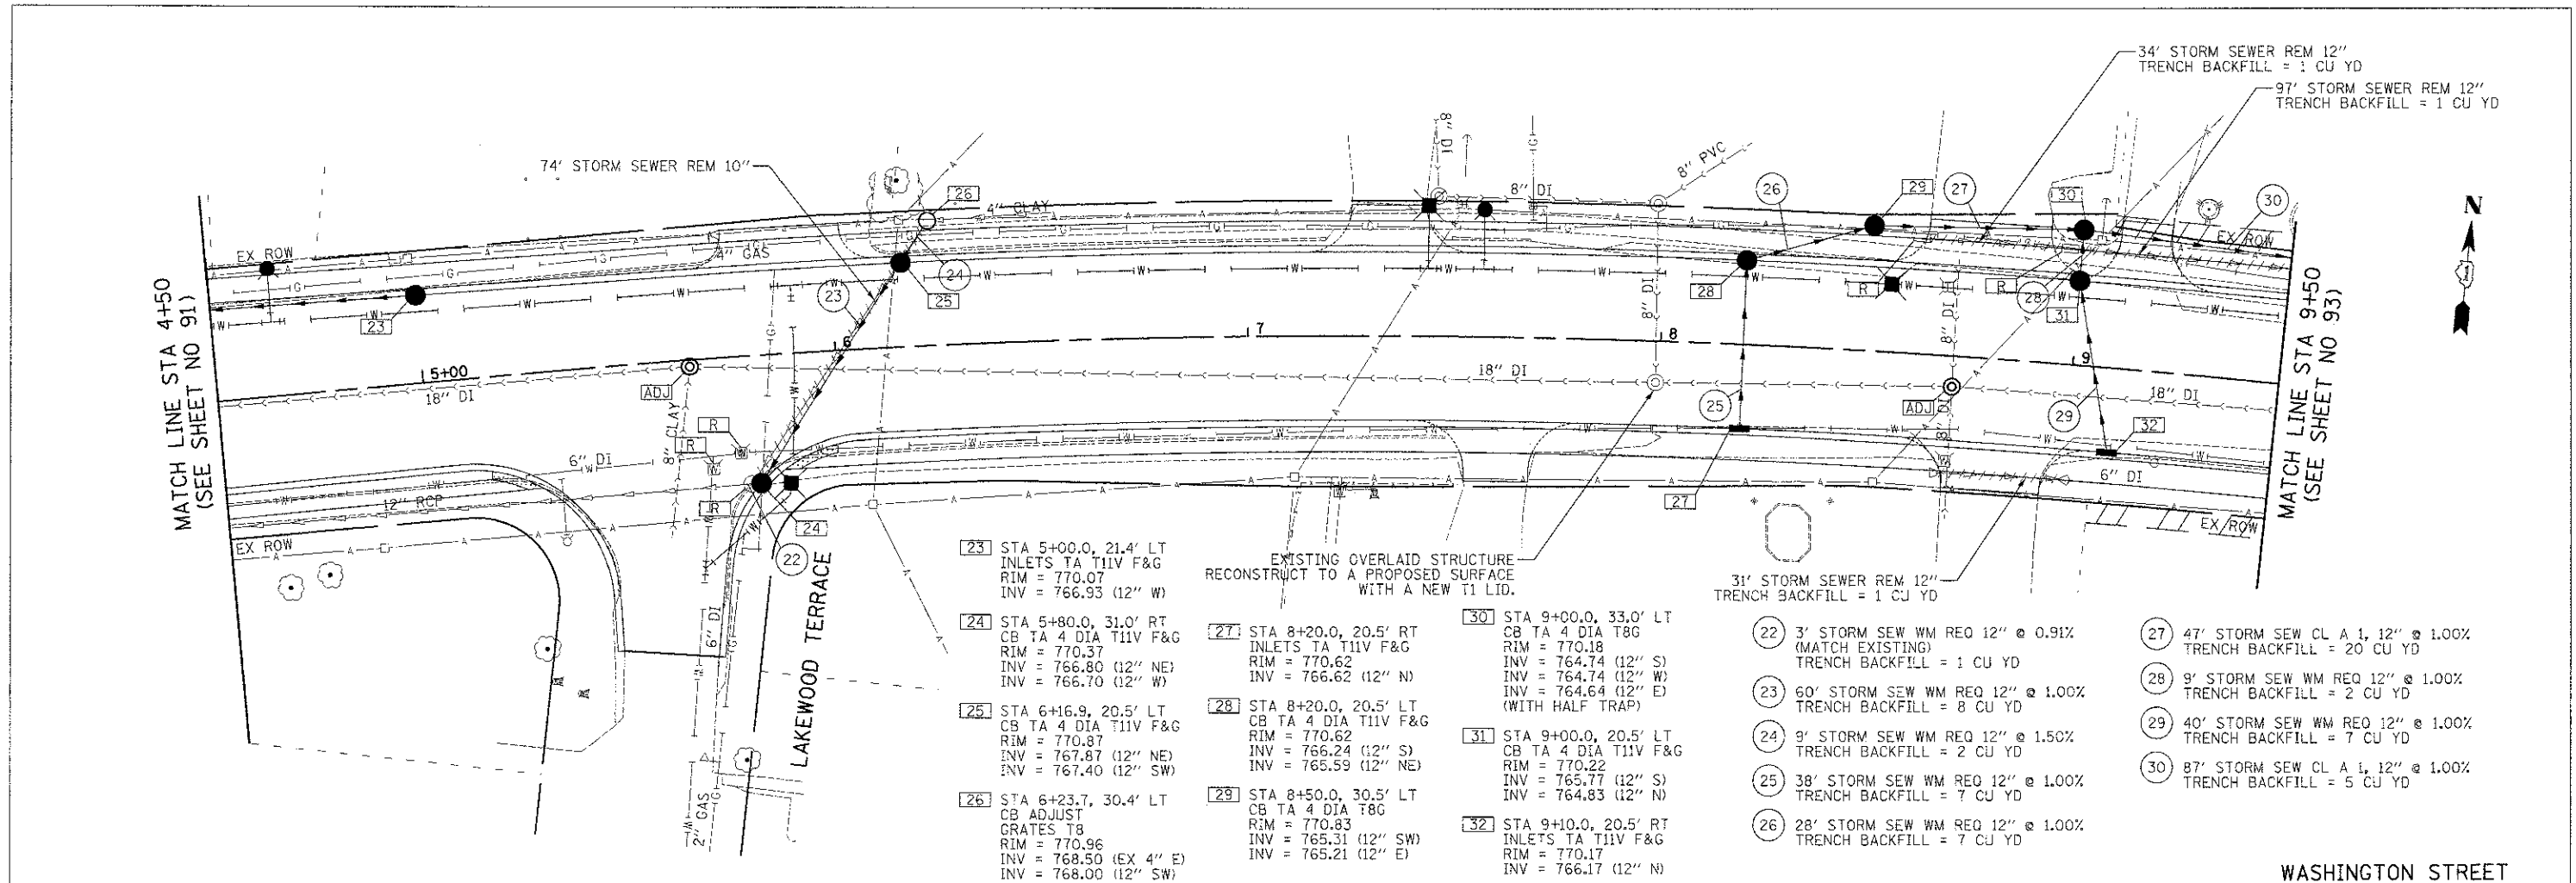 34' STORM SEWER REM 12"
TRENCH BACKFILL = 1 CU YD
97' STORM SEWER REM 12"
TRENCH BACKFILL = 1 CU YD
74' STORM SEWER REM 10"
8" DI
8" PVC
26
26
29
27
30
30
8" DI
4" CLAY
N
EX ROW
4" GAS
EX ROW
23
24
25
28
R
R
28
31
23
MATCH LINE STA 4+50
(SEE SHEET NO 91)
MATCH LINE STA 9+50
(SEE SHEET NO 93)
8" DI
8" DI
5+00
6
7
8
9
18" DI
18" DI
18" DI
ADJ
ADJ
25
29
32
8" CLAY
8" DI
R
R
R
6" DI
6" DI
12" RCP
24
22
27
EX ROW
EX ROW
6" DI
2" GAS
LAKEWOOD TERRACE
EXISTING OVERLAID STRUCTURE
RECONSTRUCT TO A PROPOSED SURFACE
WITH A NEW T1 LID.
31' STORM SEWER REM 12"
TRENCH BACKFILL = 1 CU YD
23 STA 5+00.0, 21.4' LT
INLETS TA T11V F&G
RIM = 770.07
INV = 766.93 (12" W)
24 STA 5+80.0, 31.0' RT
CB TA 4 DIA T11V F&G
RIM = 770.37
INV = 766.80 (12" NE)
INV = 766.70 (12" W)
25 STA 6+16.9, 20.5' LT
CB TA 4 DIA T11V F&G
RIM = 770.87
INV = 767.87 (12" NE)
INV = 767.40 (12" SW)
26 STA 6+23.7, 30.4' LT
CB ADJUST
GRATES T8
RIM = 770.96
INV = 768.50 (EX 4" E)
INV = 768.00 (12" SW)
27 STA 8+20.0, 20.5' RT
INLETS TA T11V F&G
RIM = 770.62
INV = 766.62 (12" N)
28 STA 8+20.0, 20.5' LT
CB TA 4 DIA T11V F&G
RIM = 770.62
INV = 766.24 (12" S)
INV = 765.59 (12" NE)
29 STA 8+50.0, 30.5' LT
CB TA 4 DIA T8G
RIM = 770.83
INV = 765.31 (12" SW)
INV = 765.21 (12" E)
30 STA 9+00.0, 33.0' LT
CB TA 4 DIA T8G
RIM = 770.18
INV = 764.74 (12" S)
INV = 764.74 (12" W)
INV = 764.64 (12" E)
(WITH HALF TRAP)
31 STA 9+00.0, 20.5' LT
CB TA 4 DIA T11V F&G
RIM = 770.22
INV = 765.77 (12" S)
INV = 764.83 (12" N)
32 STA 9+10.0, 20.5' RT
INLETS TA T11V F&G
RIM = 770.17
INV = 766.17 (12" N)
22 3' STORM SEW WM REQ 12" @ 0.91%
(MATCH EXISTING)
TRENCH BACKFILL = 1 CU YD
23 60' STORM SEW WM REQ 12" @ 1.00%
TRENCH BACKFILL = 8 CU YD
24 9' STORM SEW WM REQ 12" @ 1.50%
TRENCH BACKFILL = 2 CU YD
25 38' STORM SEW WM REQ 12" @ 1.00%
TRENCH BACKFILL = 7 CU YD
26 28' STORM SEW WM REQ 12" @ 1.00%
TRENCH BACKFILL = 7 CU YD
27 47' STORM SEW CL A 1, 12" @ 1.00%
TRENCH BACKFILL = 20 CU YD
28 9' STORM SEW WM REQ 12" @ 1.00%
TRENCH BACKFILL = 2 CU YD
29 40' STORM SEW WM REQ 12" @ 1.00%
TRENCH BACKFILL = 7 CU YD
30 87' STORM SEW CL A 1, 12" @ 1.00%
TRENCH BACKFILL = 5 CU YD
WASHINGTON STREET